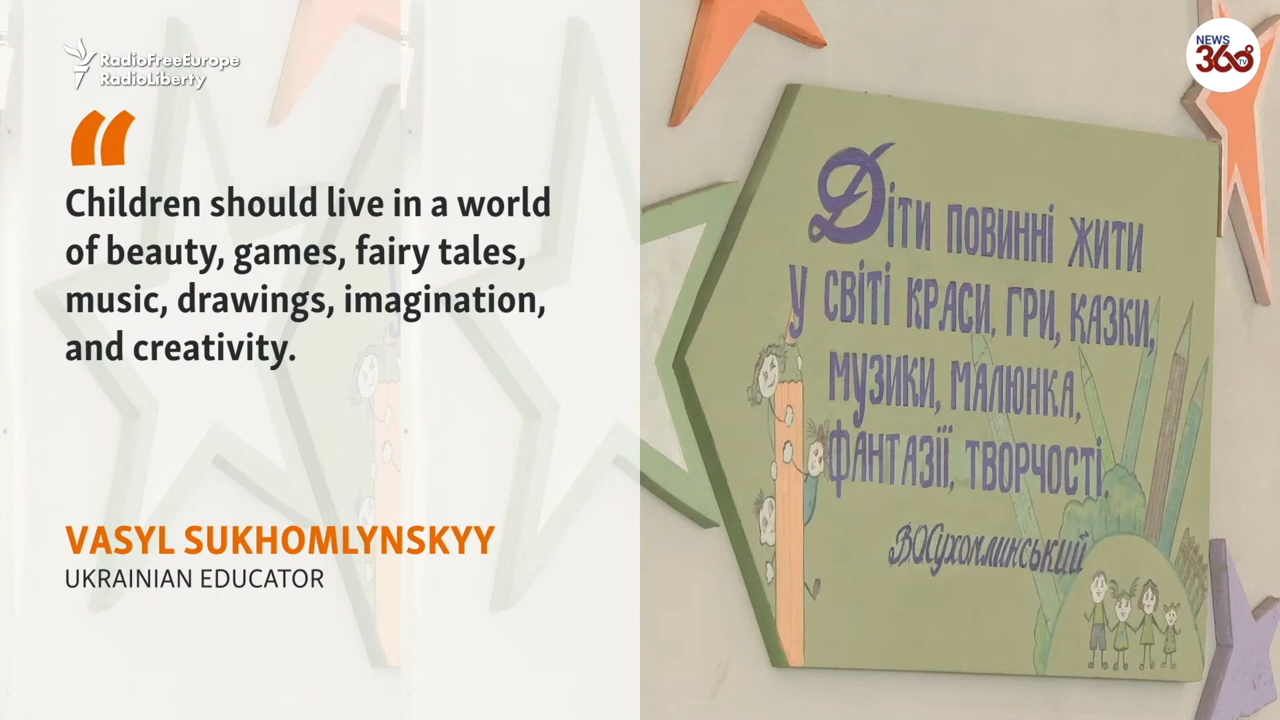 RadioFreeEurope
RadioLiberty
Children should live in a world
of beauty, games, fairy tales,
music, drawings, imagination,
and creativity.
VASYL SUKHOMLYNSKYY
UKRAINIAN EDUCATOR
NEWS
360 TV
Діти повинні жити
у світі краси, гри, казки,
музики, малюнка,
фантазії, творчості.
В.О.Сухомлинський